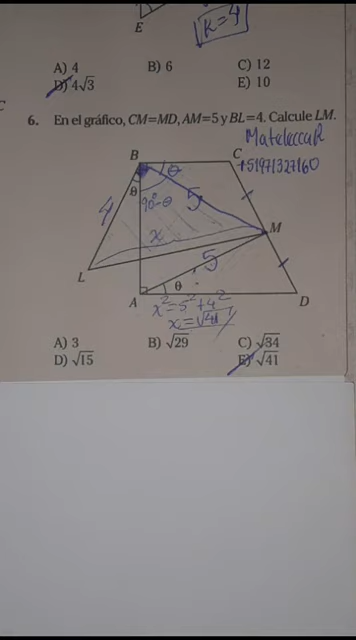 E
K=4
A) 4 B) 6 C) 12
D) 4√3 E) 10
6. En el gráfico, CM=MD, AM=5 y BL=4. Calcule LM.
MateleccaR
+51971327160
B θ C
θ 90°-θ 5
4 x M
L 5
A θ D
x²=5²+4²
x=√41
A) 3 B) √29 C) √34
D) √15 E) √41